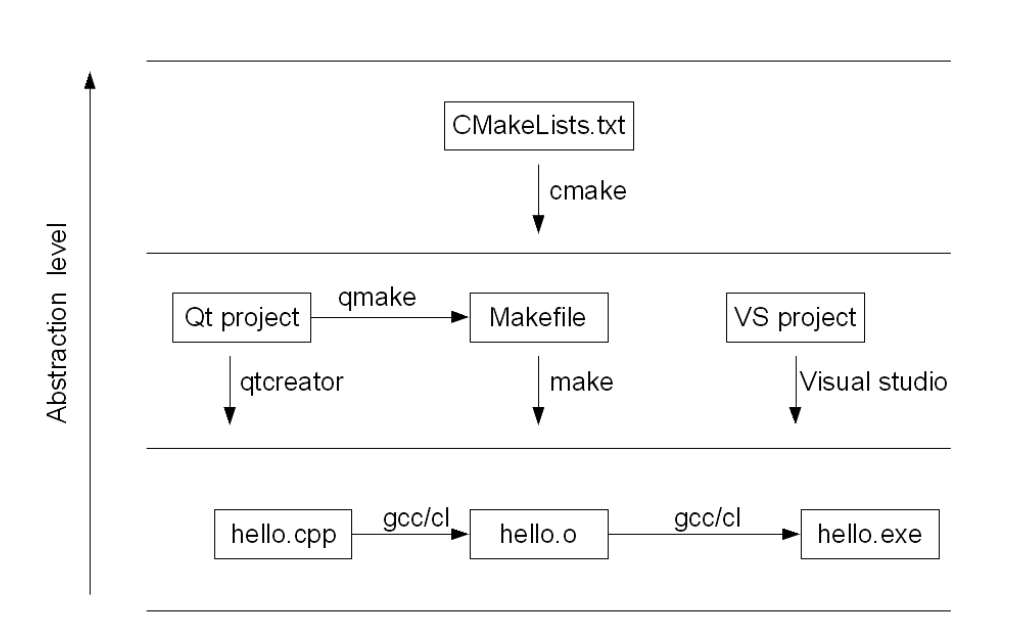 CMakeLists.txt
cmake
Abstraction level
qmake
Qt project
Makefile
VS project
qtcreator
make
Visual studio
gcc/cl
gcc/cl
hello.cpp
hello.o
hello.exe